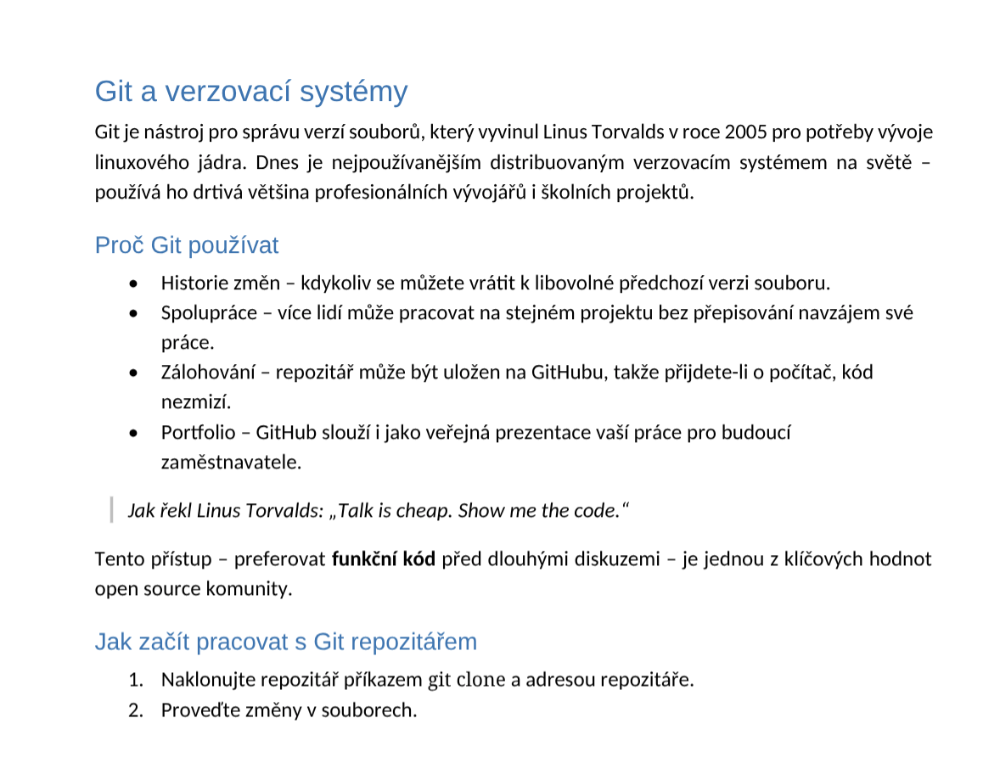 Git a verzovací systémy
Git je nástroj pro správu verzí souborů, který vyvinul Linus Torvalds v roce 2005 pro potřeby vývoje
linuxového jádra. Dnes je nejpoužívanějším distribuovaným verzovacím systémem na světě –
používá ho drtivá většina profesionálních vývojářů i školních projektů.
Proč Git používat
• Historie změn – kdykoliv se můžete vrátit k libovolné předchozí verzi souboru.
• Spolupráce – více lidí může pracovat na stejném projektu bez přepisování navzájem své
práce.
• Zálohování – repozitář může být uložen na GitHubu, takže přijdete-li o počítač, kód
nezmizí.
• Portfolio – GitHub slouží i jako veřejná prezentace vaší práce pro budoucí
zaměstnavatele.
Jak řekl Linus Torvalds: „Talk is cheap. Show me the code.“
Tento přístup – preferovat funkční kód před dlouhými diskuzemi – je jednou z klíčových hodnot
open source komunity.
Jak začít pracovat s Git repozitářem
1. Naklonujte repozitář příkazem git clone a adresou repozitáře.
2. Proveďte změny v souborech.